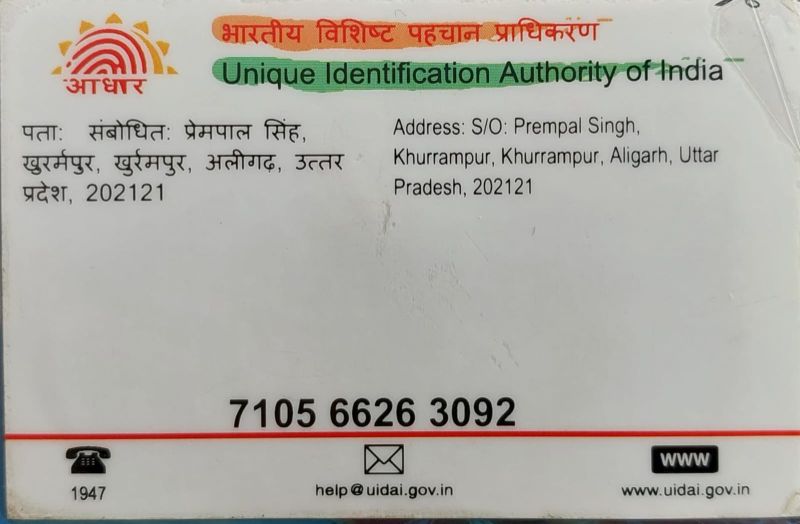 भारतीय विशिष्ट पहचान प्राधिकरण
Unique Identification Authority of India
आधार
पता: संबोधित: प्रेमपाल सिंह,
खुरर्मपुर, खुर्रमपुर, अलीगढ़, उत्तर
प्रदेश, 202121
Address: S/O: Prempal Singh,
Khurrampur, Khurrampur, Aligarh, Uttar
Pradesh, 202121
7105 6626 3092
1947
help@uidai.gov.in
WWW
www.uidai.gov.in